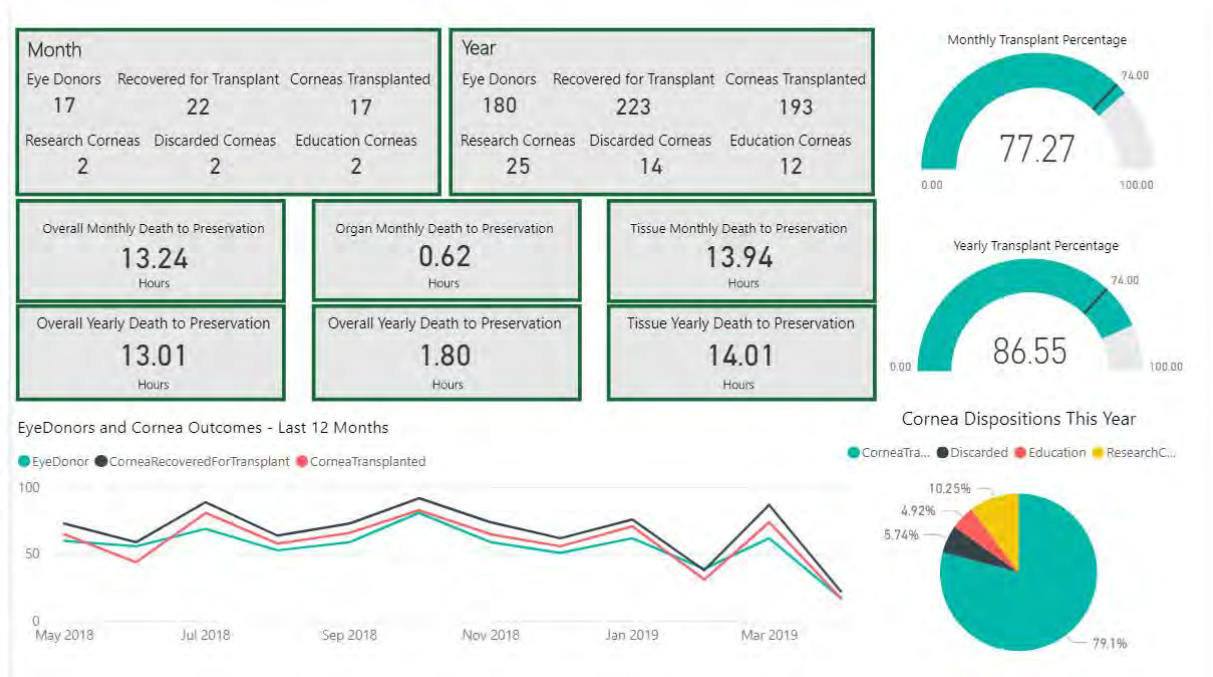 Month
Eye Donors Recovered for Transplant Corneas Transplanted
17 22 17
Research Corneas Discarded Corneas Education Corneas
2 2 2
Year
Eye Donors Recovered for Transplant Corneas Transplanted
180 223 193
Research Corneas Discarded Corneas Education Corneas
25 14 12
Monthly Transplant Percentage
74.00
77.27
0.00 100.00
Overall Monthly Death to Preservation
13.24
Hours
Organ Monthly Death to Preservation
0.62
Hours
Tissue Monthly Death to Preservation
13.94
Hours
Yearly Transplant Percentage
74.00
86.55
0.00 100.00
Overall Yearly Death to Preservation
13.01
Hours
Overall Yearly Death to Preservation
1.80
Hours
Tissue Yearly Death to Preservation
14.01
Hours
EyeDonors and Cornea Outcomes - Last 12 Months
EyeDonor CorneaRecoveredForTransplant CorneaTransplanted
100
50
0
May 2018 Jul 2018 Sep 2018 Nov 2018 Jan 2019 Mar 2019
Cornea Dispositions This Year
CorneaTra... Discarded Education ResearchC...
10.25%
4.92%
5.74%
79.1%